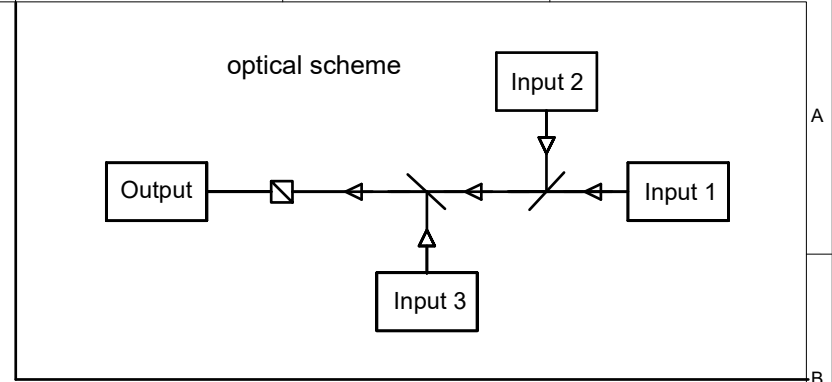 optical scheme
Input 2
A
Output
Input 1
Input 3
B